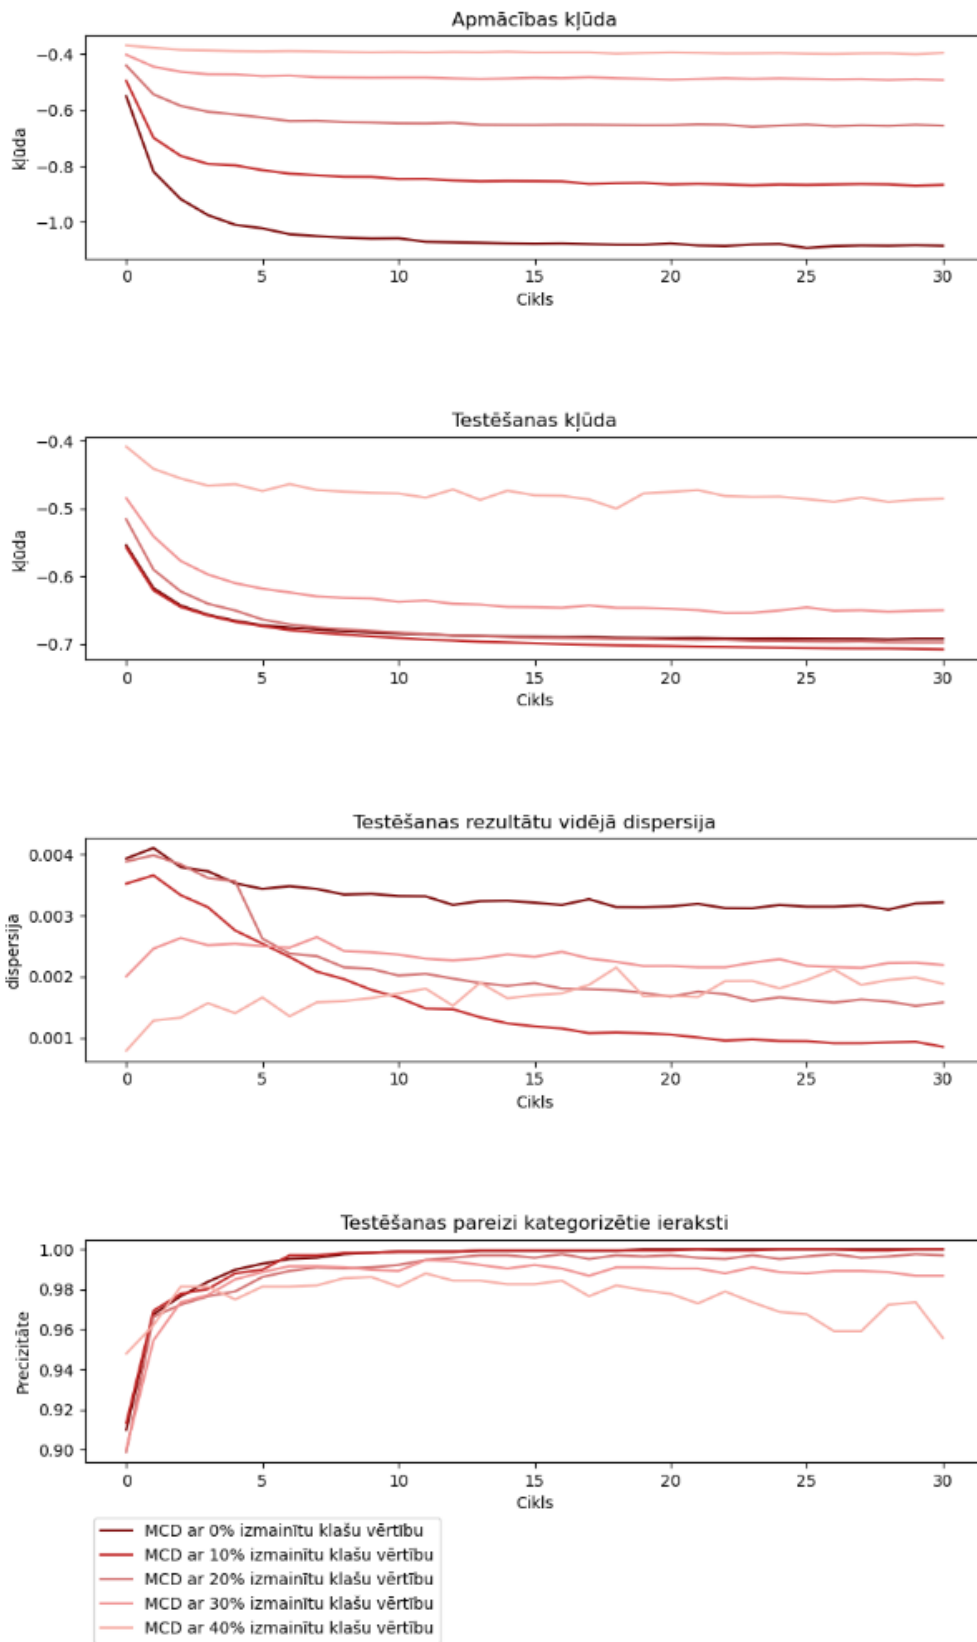 Apmācības kļūda
−0.4
−0.6
−0.8
−1.0
kļūda
0 5 10 15 20 25 30
Cikls
Testēšanas kļūda
−0.4
−0.5
−0.6
−0.7
kļūda
0 5 10 15 20 25 30
Cikls
Testēšanas rezultātu vidējā dispersija
0.004
0.003
0.002
0.001
dispersija
0 5 10 15 20 25 30
Cikls
Testēšanas pareizi kategorizētie ieraksti
1.00
0.98
0.96
0.94
0.92
0.90
Precizitāte
0 5 10 15 20 25 30
Cikls
MCD ar 0% izmainītu klašu vērtību
MCD ar 10% izmainītu klašu vērtību
MCD ar 20% izmainītu klašu vērtību
MCD ar 30% izmainītu klašu vērtību
MCD ar 40% izmainītu klašu vērtību